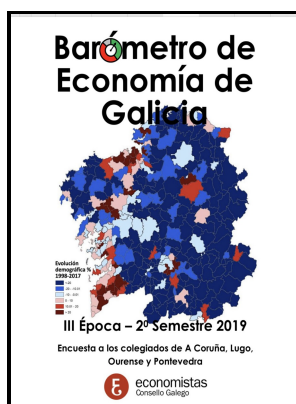 Barómetro de
Economía de
Galicia
Evolución
demográfica %
1998-2017
III Época – 2º Semestre 2019
Encuesta a los colegiados de A Coruña, Lugo,
Ourense y Pontevedra
economistas
Consello Galego